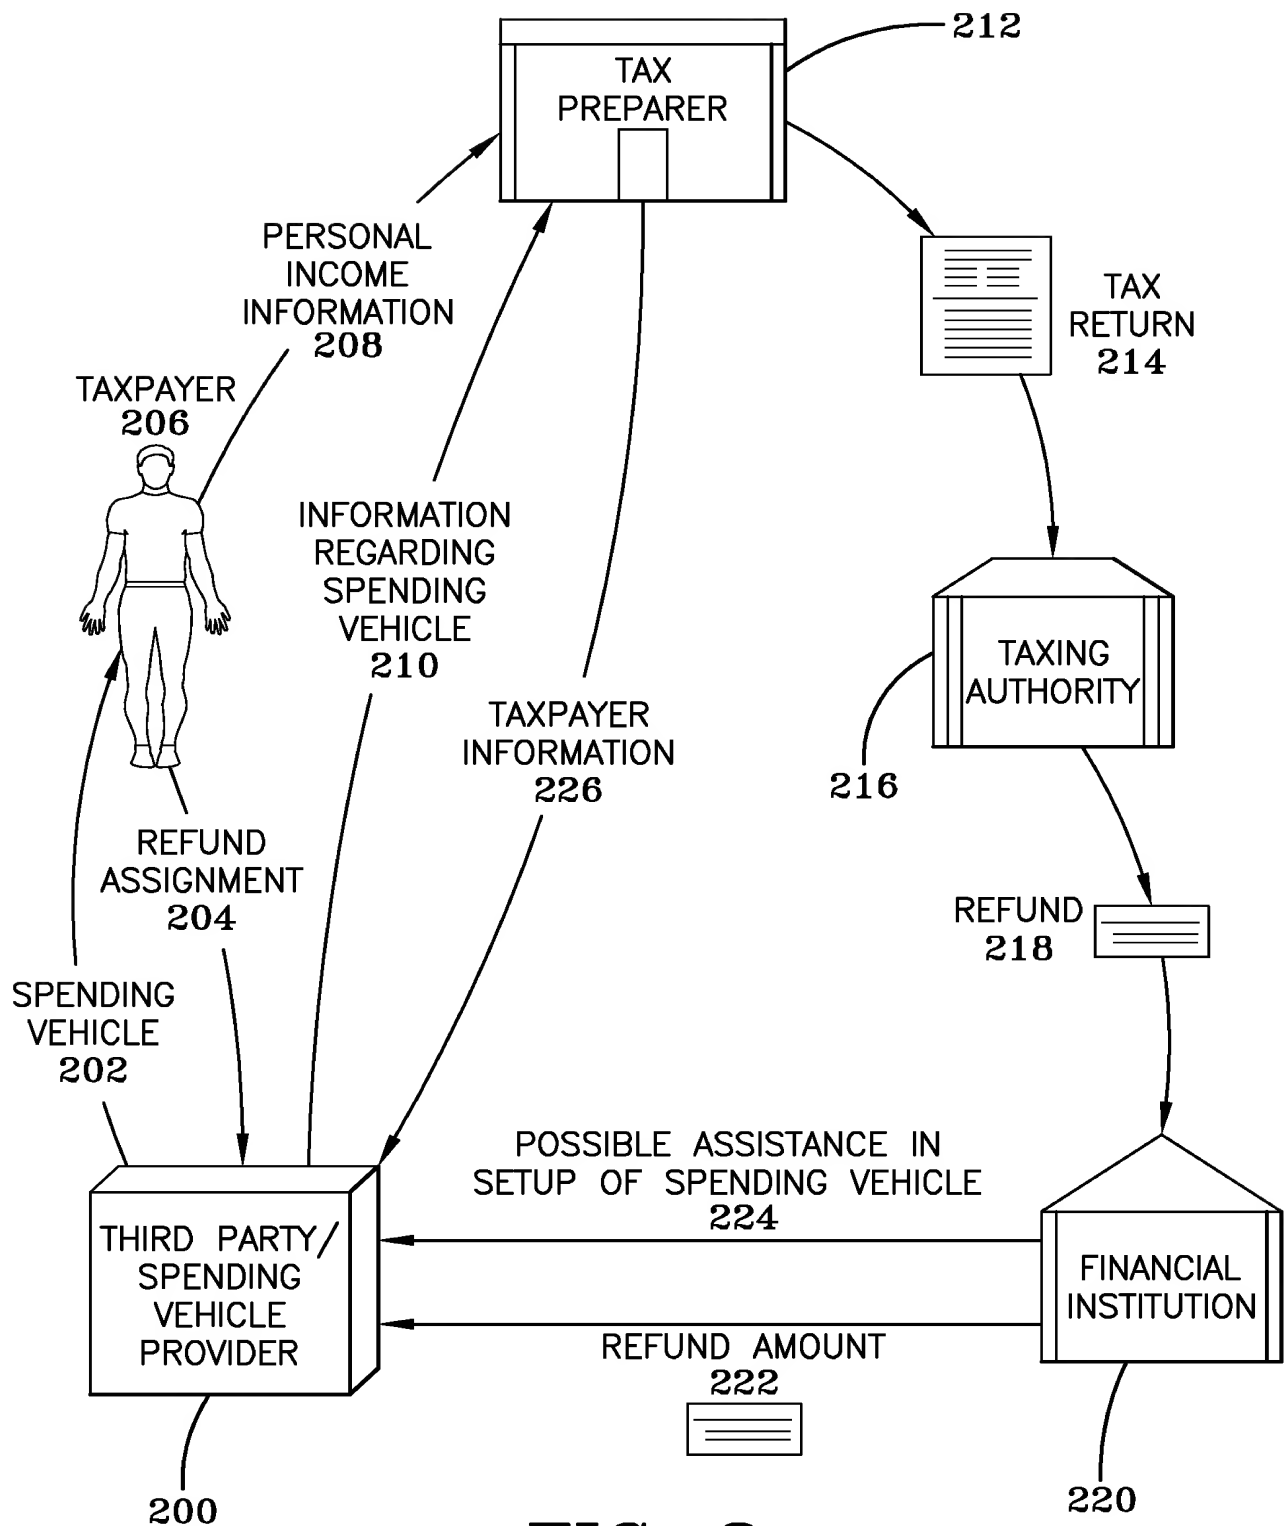 212
TAX
PREPARER
PERSONAL
INCOME
INFORMATION
208
TAX
RETURN
214
TAXPAYER
206
INFORMATION
REGARDING
SPENDING
VEHICLE
210
TAXING
AUTHORITY
216
TAXPAYER
INFORMATION
226
REFUND
ASSIGNMENT
204
REFUND
218
SPENDING
VEHICLE
202
POSSIBLE ASSISTANCE IN
SETUP OF SPENDING VEHICLE
224
THIRD PARTY/
SPENDING
VEHICLE
PROVIDER
FINANCIAL
INSTITUTION
REFUND AMOUNT
222
200
220